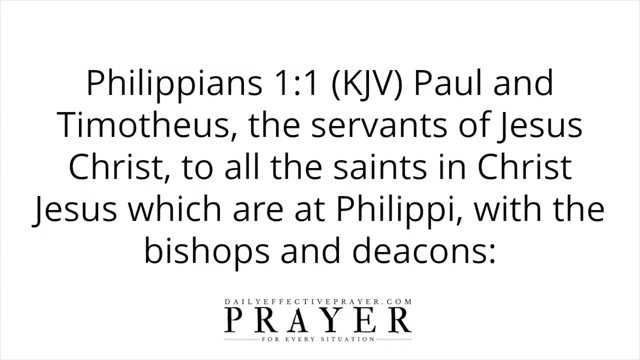 Philippians 1:1 (KJV) Paul and
Timotheus, the servants of Jesus
Christ, to all the saints in Christ
Jesus which are at Philippi, with the
bishops and deacons:
DAILYEFFECTIVEPRAYER.COM
PRAYER
FOR EVERY SITUATION